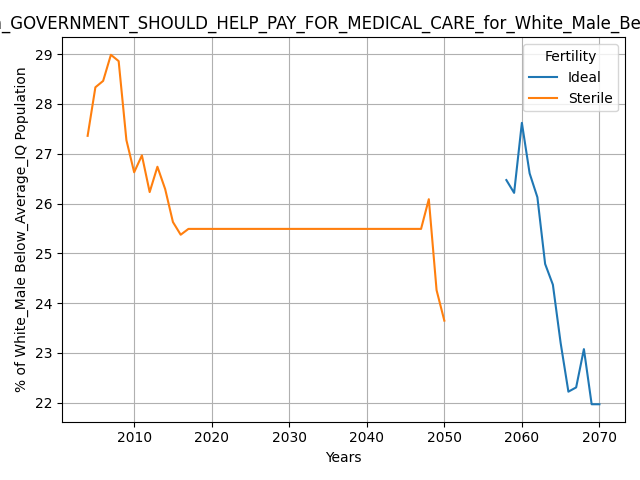 _GOVERNMENT_SHOULD_HELP_PAY_FOR_MEDICAL_CARE_for_White_Male_Be
Fertility
Ideal
Sterile
% of White_Male Below_Average_IQ Population
29
28
27
26
25
24
23
22
2010
2020
2030
2040
2050
2060
2070
Years